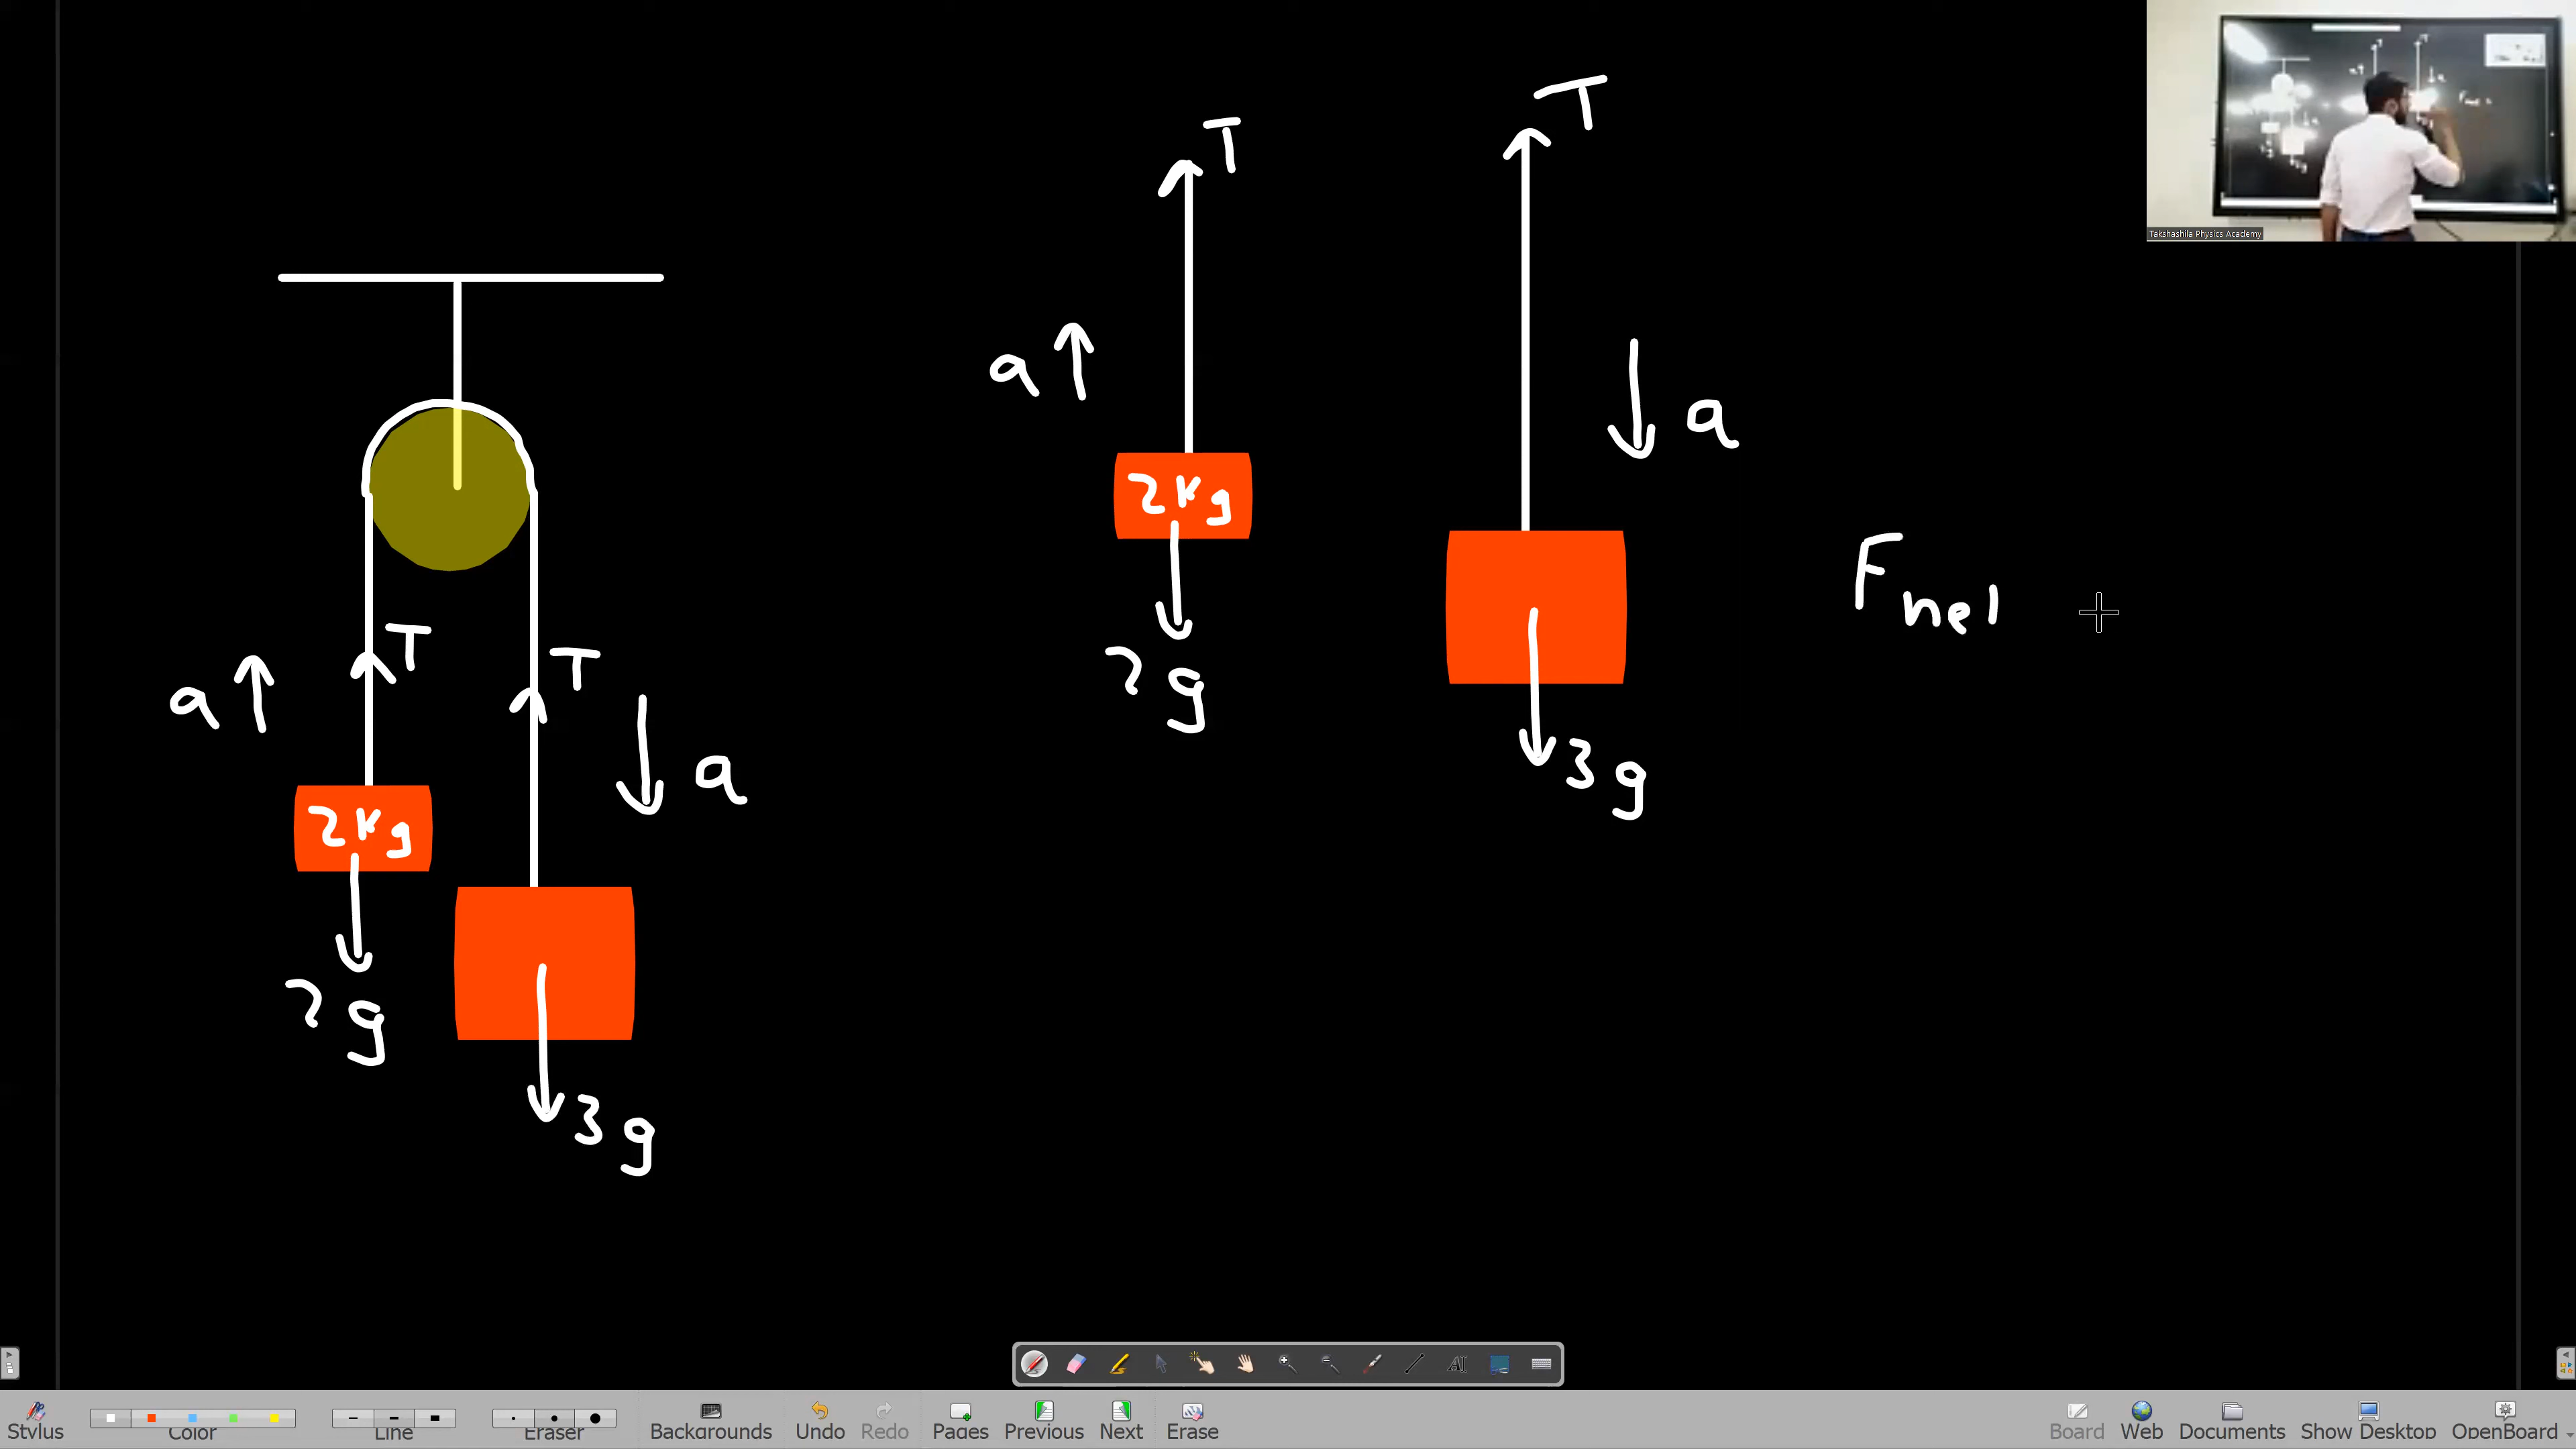 Takshashila Physics Academy
T
T
a
2kg
2g
a
3g
Fnet
T
T
a
2kg
2g
a
3g
Stylus
Color
Line
Eraser
Backgrounds
Undo
Redo
Pages
Previous
Next
Erase
Board
Web
Documents
Show Desktop
OpenBoard